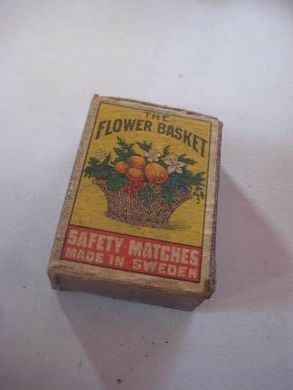 THE
FLOWER BASKET
SAFETY MATCHES
MADE IN SWEDEN